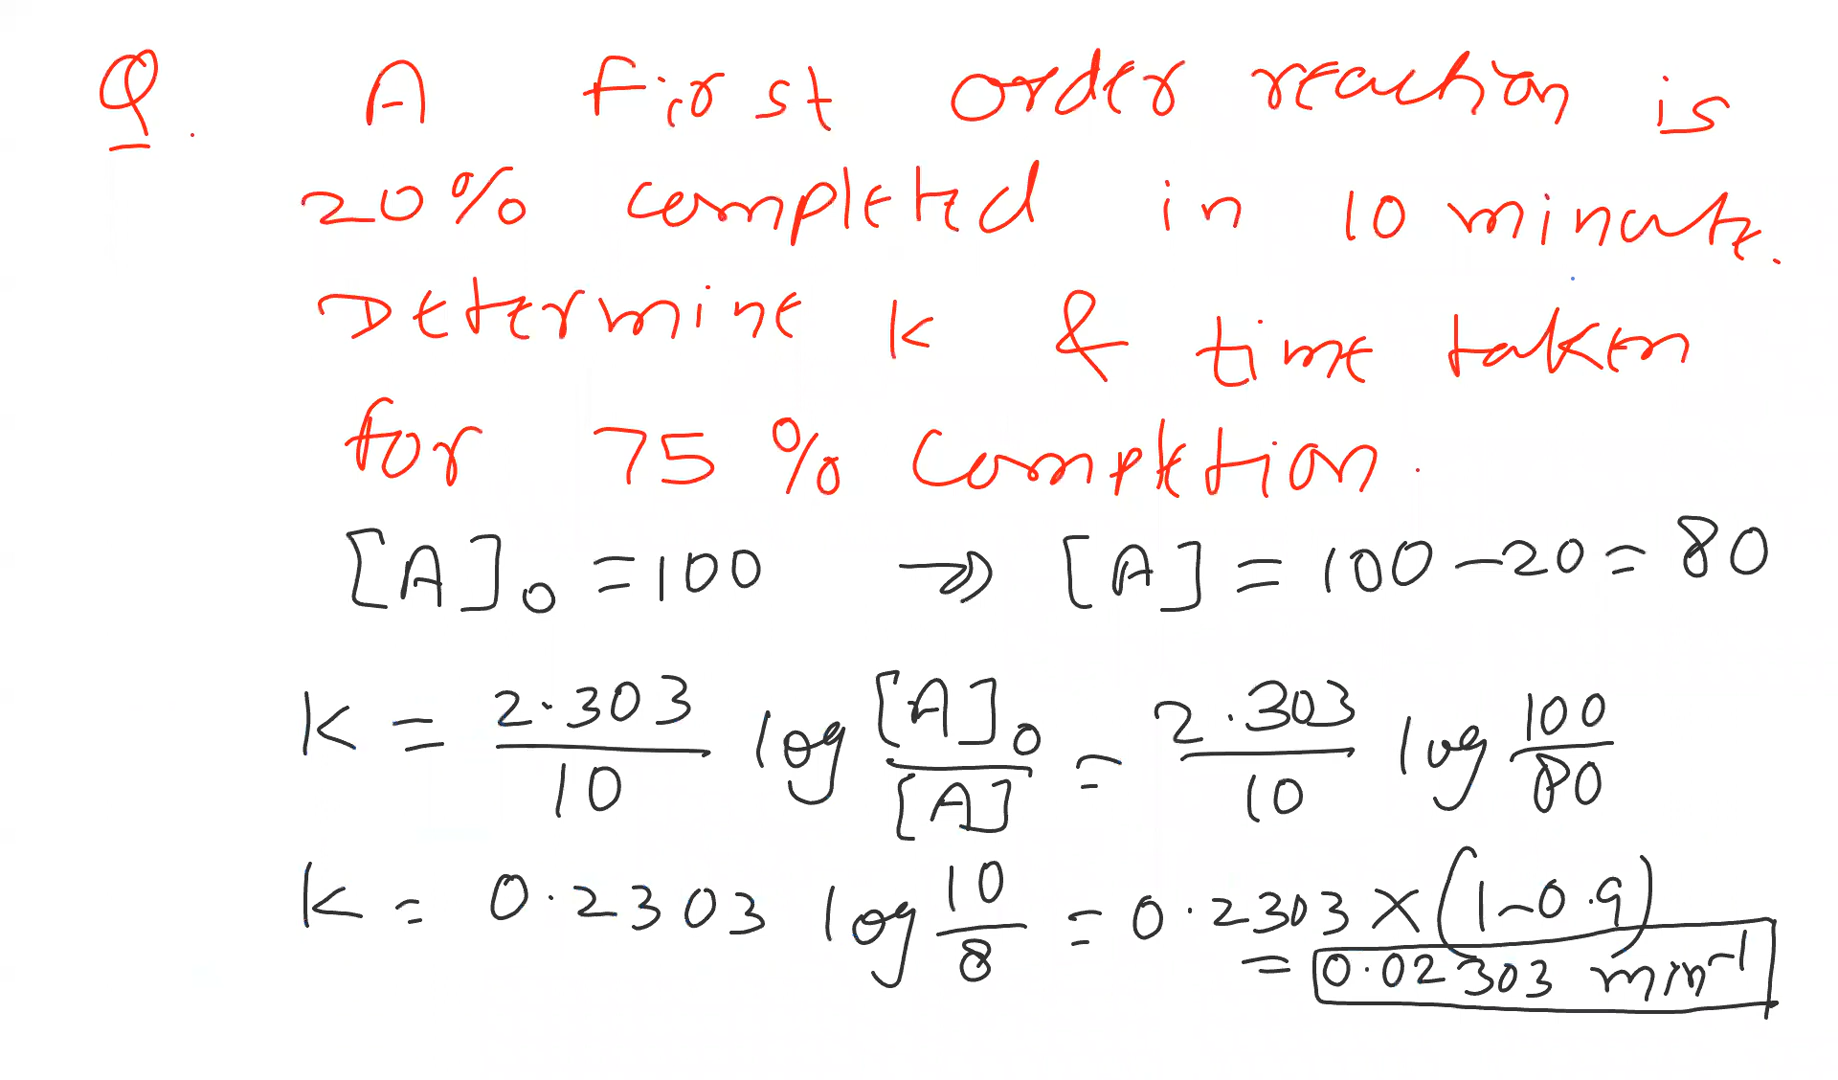 Q. A first order reaction is
20% completed in 10 minute.
Determine k & time taken
for 75 % Completion.
[A]₀ = 100 →» [A] = 100 - 20 = 80
K = 2.303/10 log [A]₀/[A] = 2.303/10 log 100/80
K = 0.2303 log 10/8 = 0.2303 × (1-0.9)
= 0.02303 min⁻¹